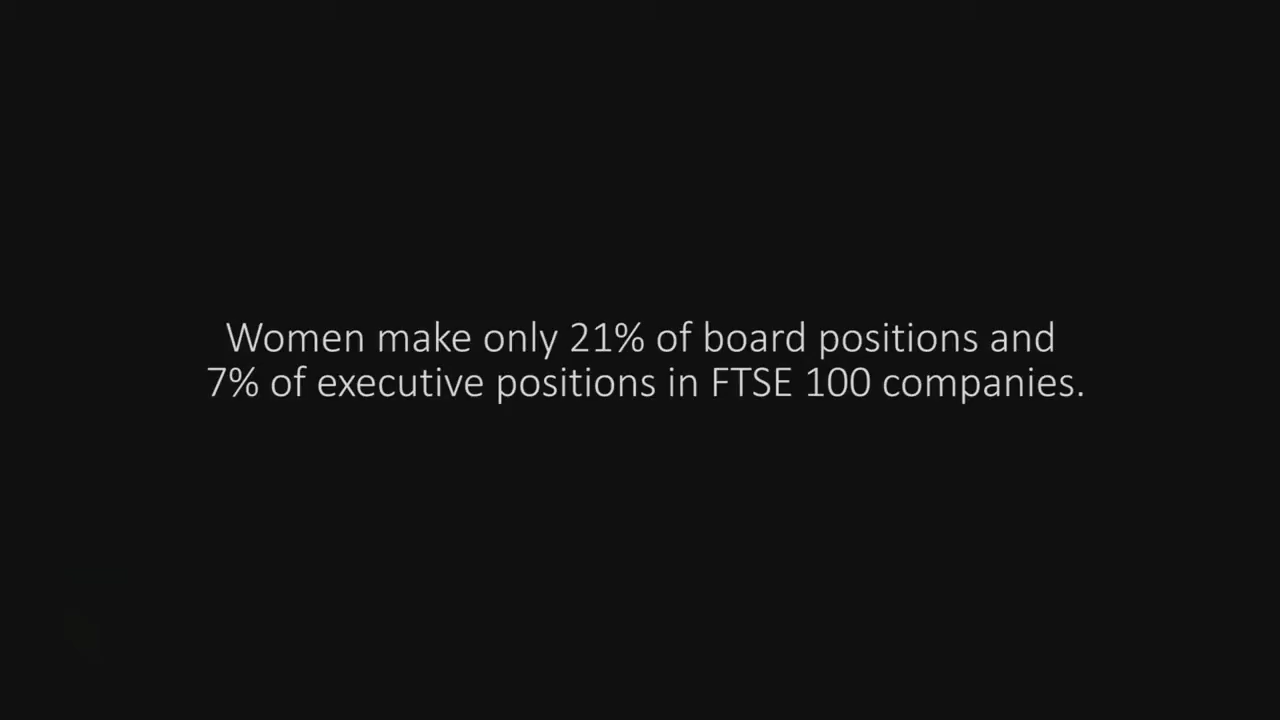 Women make only 21% of board positions and
7% of executive positions in FTSE 100 companies.